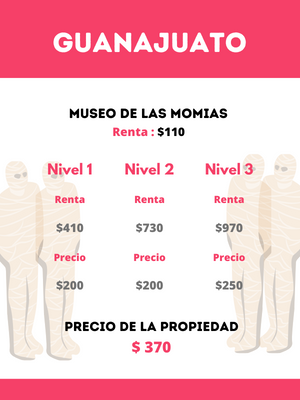 GUANAJUATO
MUSEO DE LAS MOMIAS
Renta : $110
Nivel 1 Nivel 2 Nivel 3
Renta Renta Renta
$410 $730 $970
Precio Precio Precio
$200 $200 $250
PRECIO DE LA PROPIEDAD
$ 370